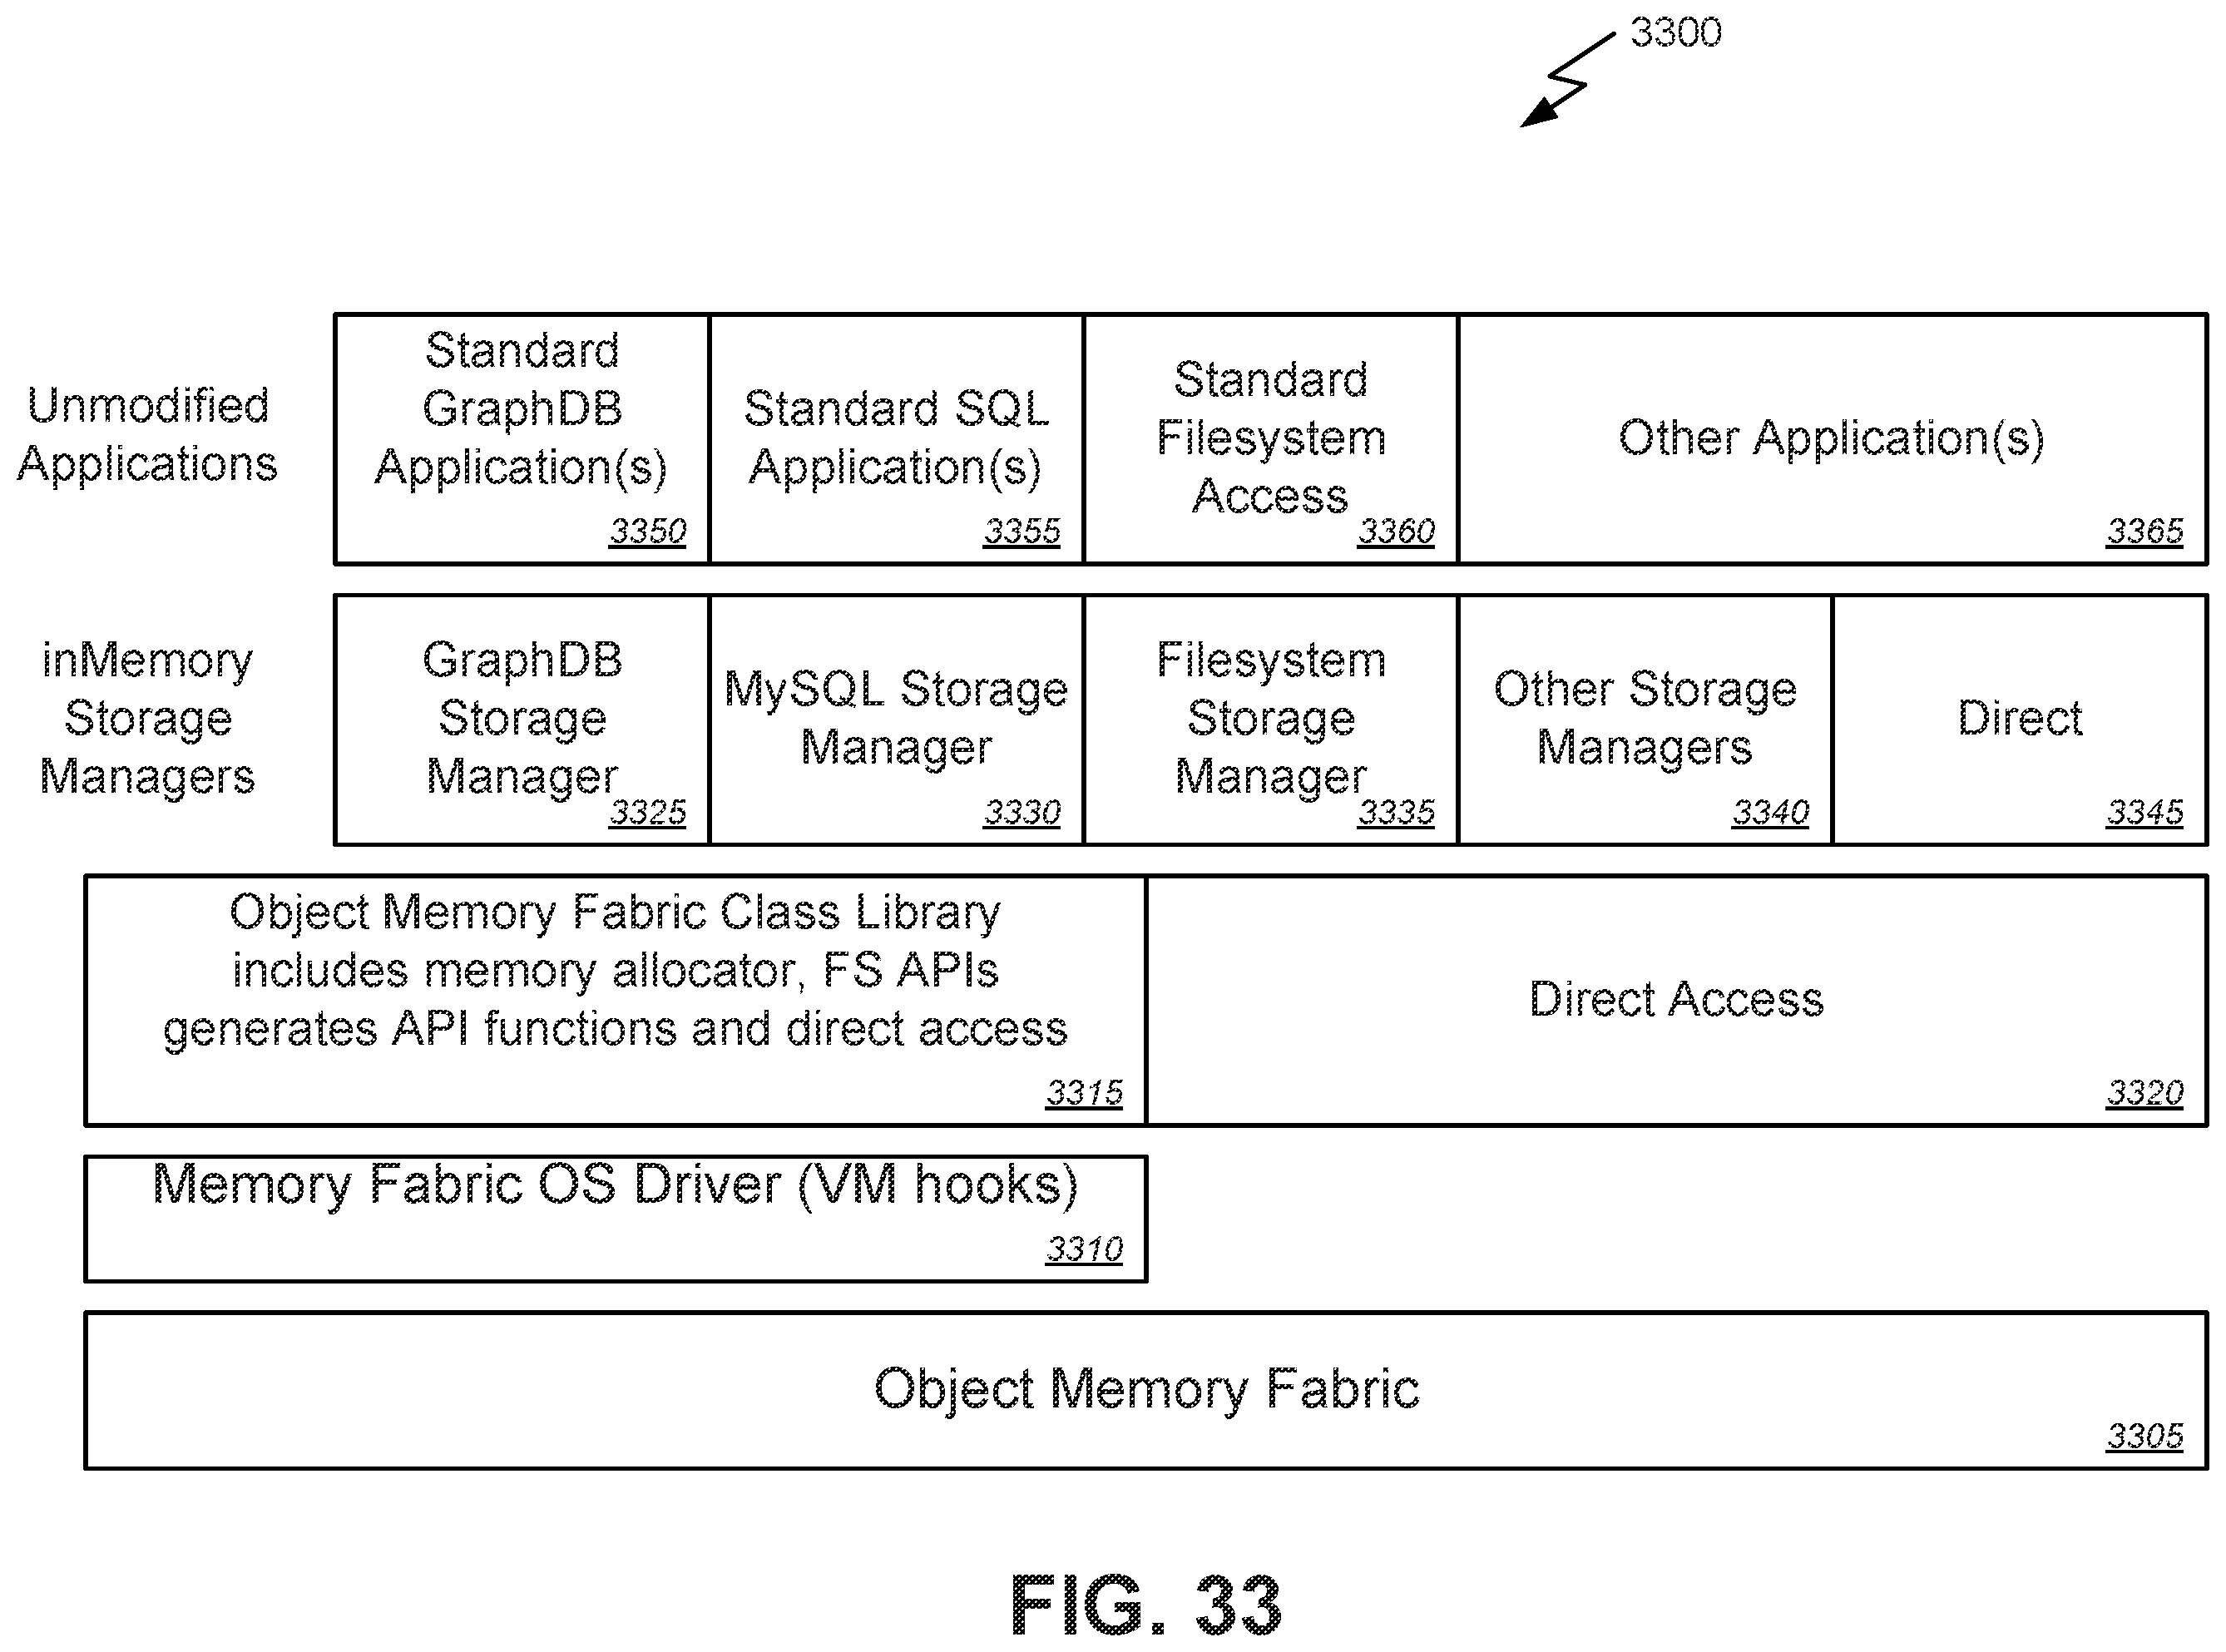 3300
Unmodified
Applications
Standard
GraphDB
Application(s)
3350
Standard SQL
Application(s)
3355
Standard
Filesystem
Access
3360
Other Application(s)
3365
inMemory
Storage
Managers
GraphDB
Storage
Manager
3325
MySQL Storage
Manager
3330
Filesystem
Storage
Manager
3335
Other Storage
Managers
3340
Direct
3345
Object Memory Fabric Class Library
includes memory allocator, FS APIs
generates API functions and direct access
3315
Direct Access
3320
Memory Fabric OS Driver (VM hooks)
3310
Object Memory Fabric
3305
FIG. 33